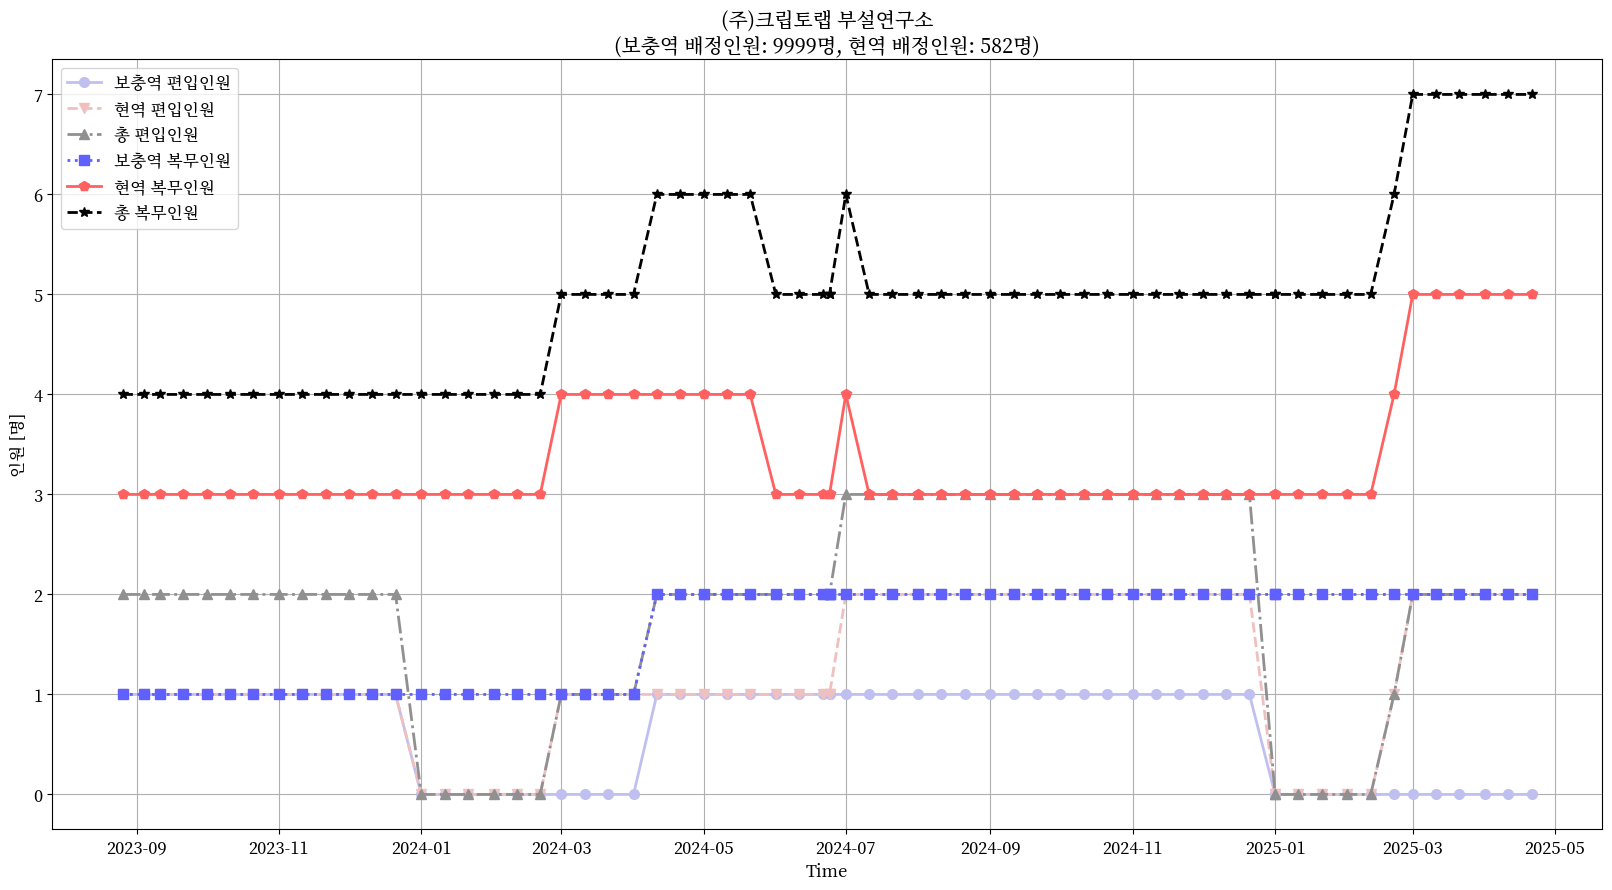 (주)크립토랩 부설연구소
(보충역 배정인원: 9999명, 현역 배정인원: 582명)
보충역 편입인원
현역 편입인원
총 편입인원
보충역 복무인원
현역 복무인원
총 복무인원
7
6
5
4
3
2
1
0
인원 [명]
2023-09 2023-11 2024-01 2024-03 2024-05 2024-07 2024-09 2024-11 2025-01 2025-03 2025-05
Time